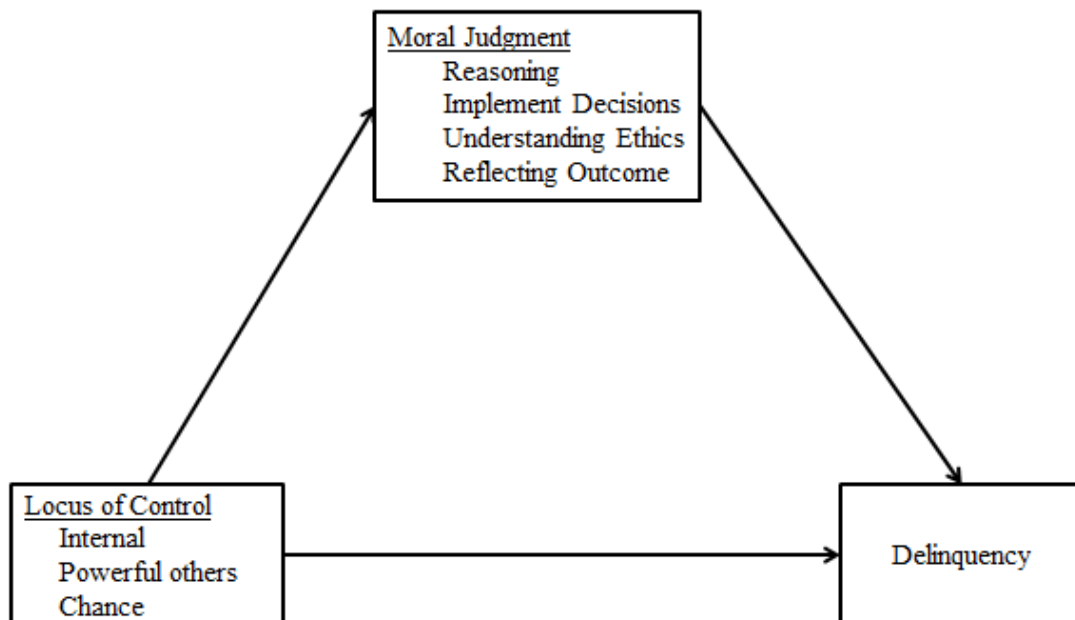 Moral Judgment
Reasoning
Implement Decisions
Understanding Ethics
Reflecting Outcome
Locus of Control
Internal
Powerful others
Chance
Delinquency